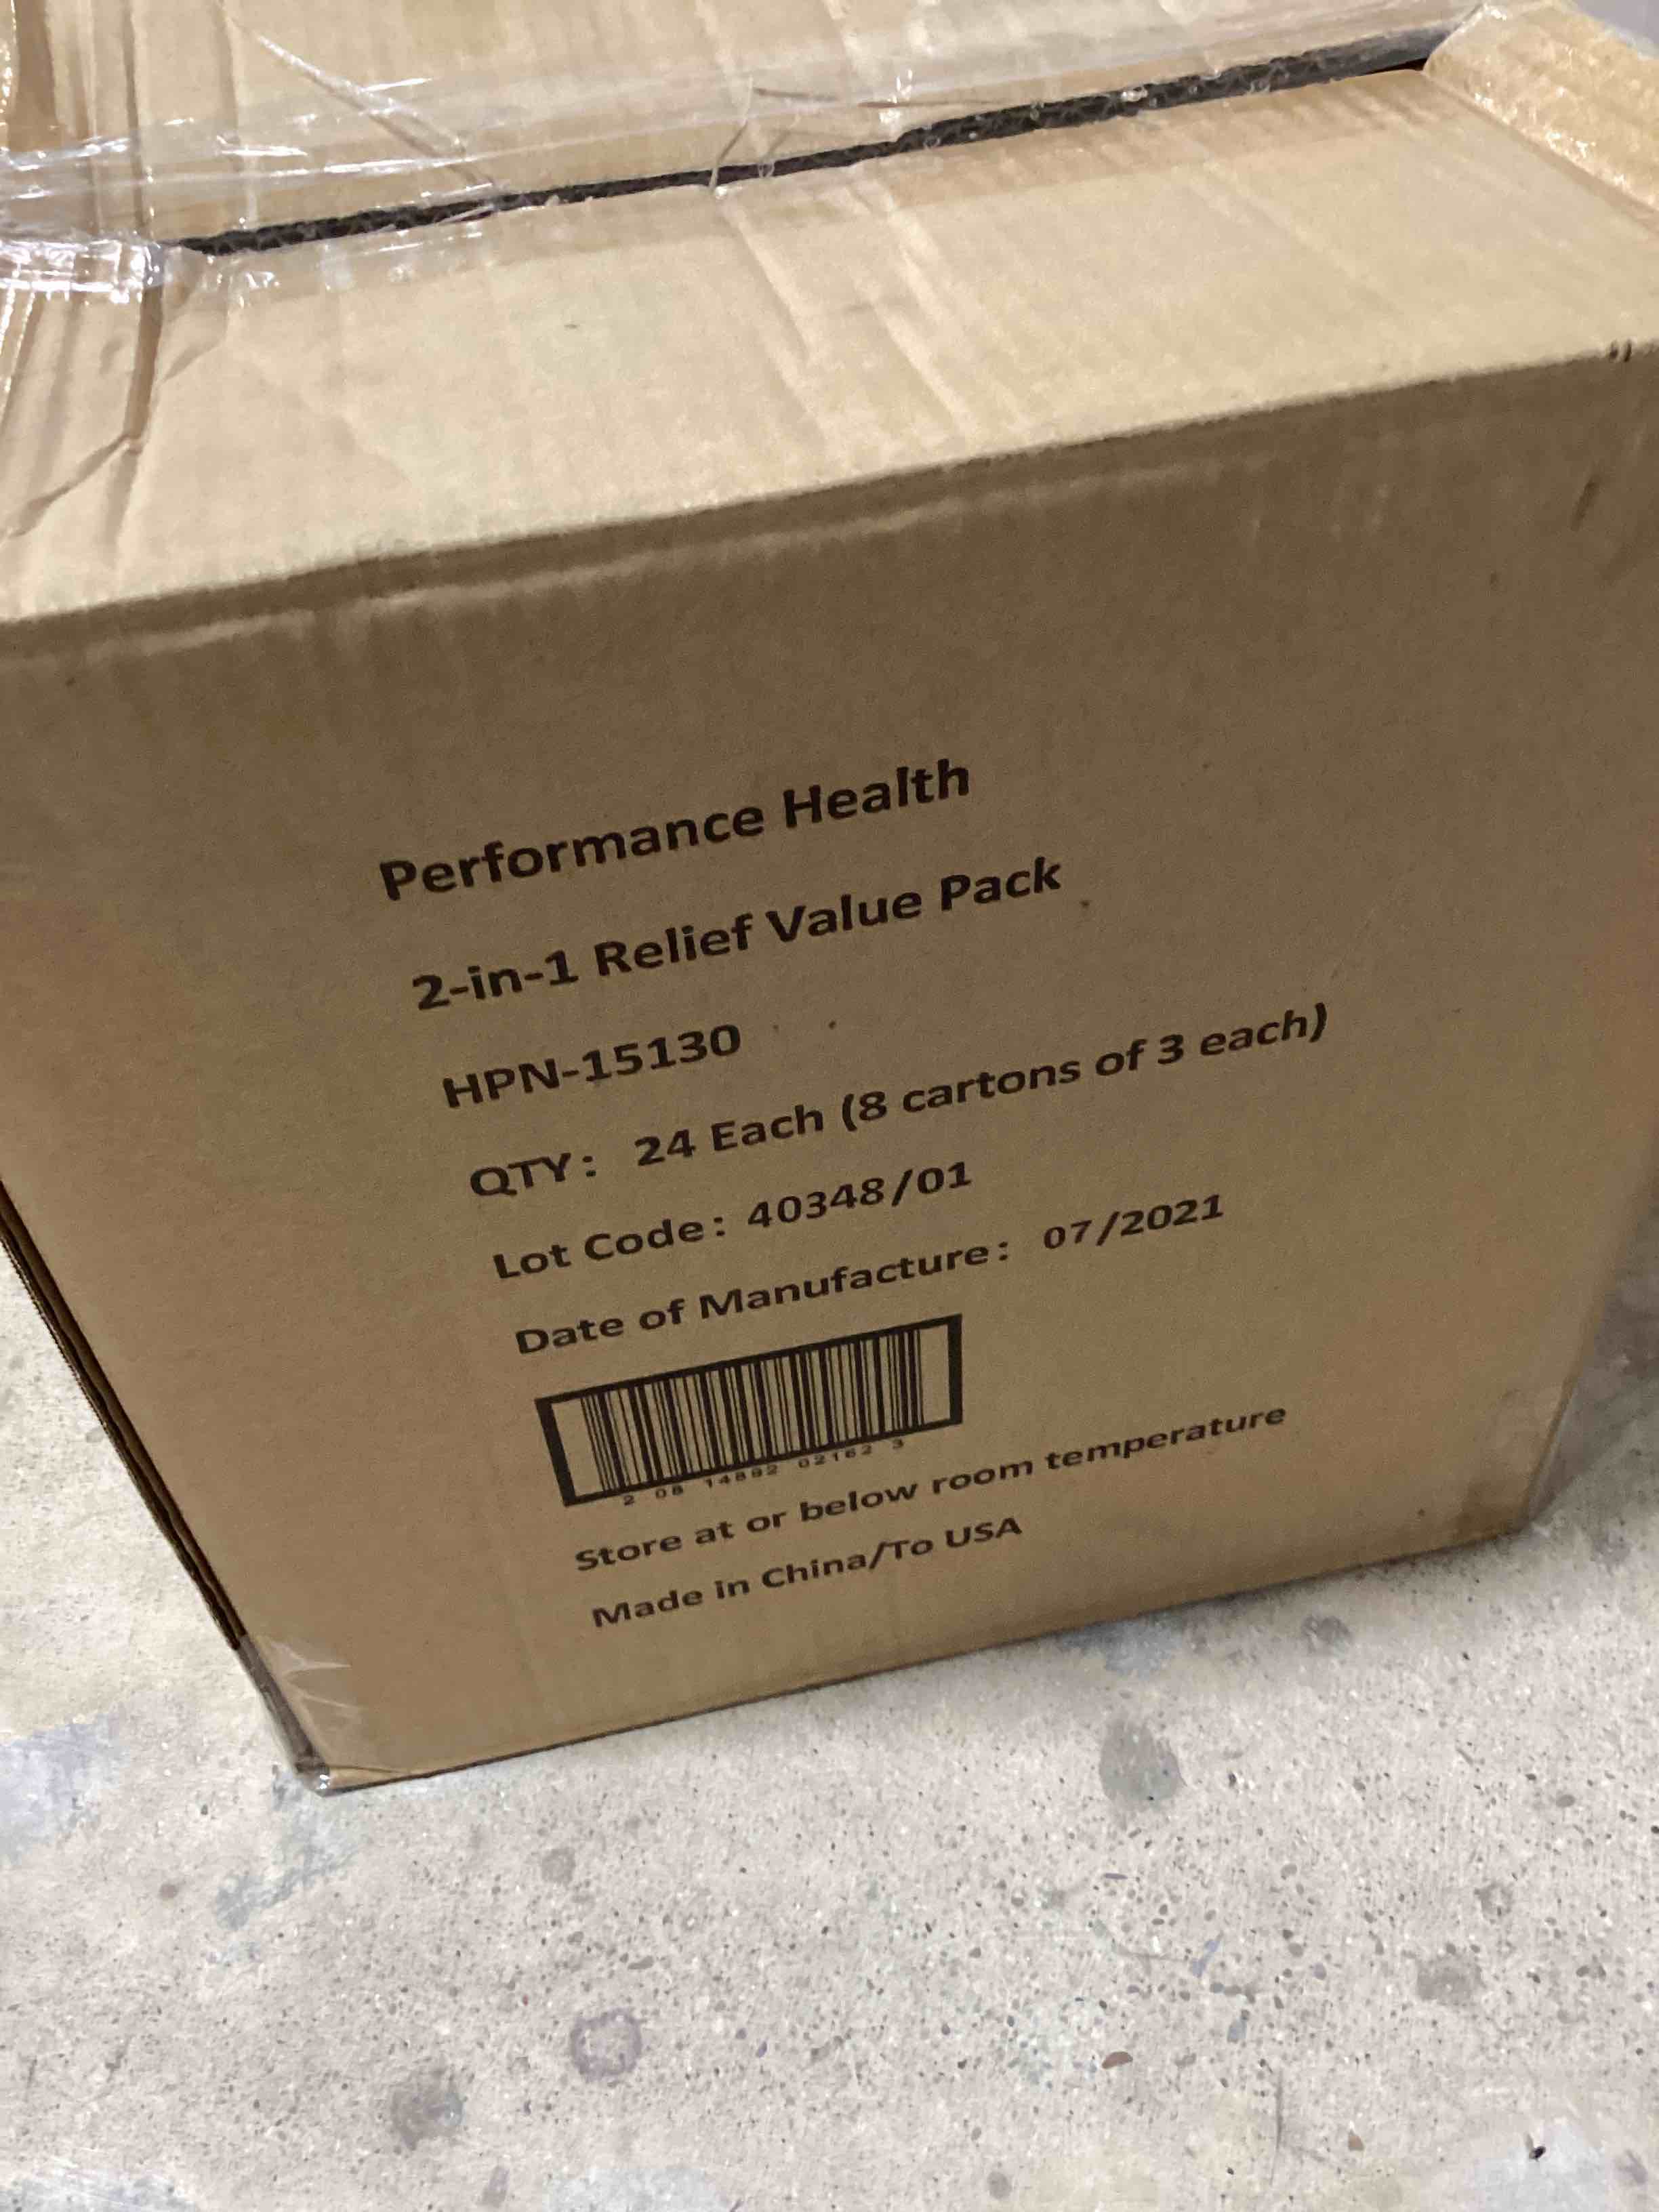 Performance Health
2-in-1 Relief Value Pack
HPN-15130
QTY: 24 Each (8 cartons of 3 each)
Lot Code: 40348/01
Date of Manufacture: 07/2021
2 08 14892 02162 3
Store at or below room temperature
Made in China/To USA